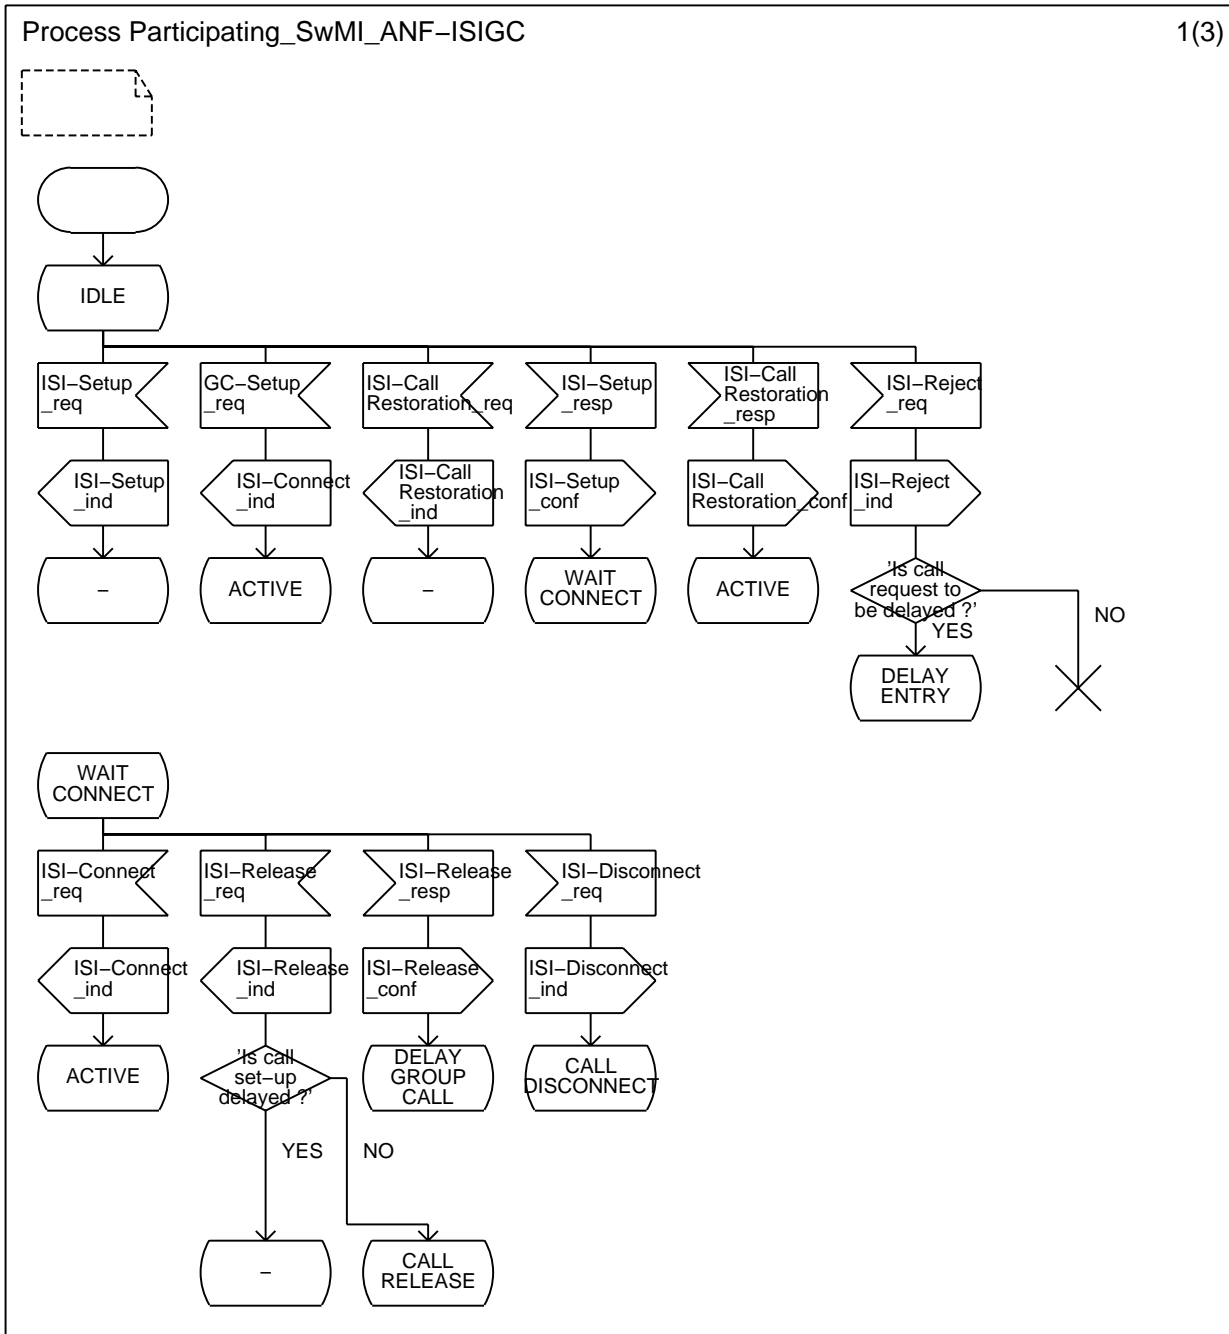 Process Participating_SwMI_ANF−ISIGC
1(3)
IDLE
ISI−Setup
_req
GC−Setup
_req
ISI−Call
Restoration_req
ISI−Setup
_resp
ISI−Call
Restoration
_resp
ISI−Reject
_req
ISI−Setup
_ind
ISI−Connect
_ind
ISI−Call
Restoration
_ind
ISI−Setup
_conf
ISI−Call
Restoration_conf
ISI−Reject
_ind
−
ACTIVE
−
WAIT
CONNECT
ACTIVE
'Is call
request to
be delayed ?'
NO
YES
DELAY
ENTRY
WAIT
CONNECT
ISI−Connect
_req
ISI−Release
_req
ISI−Release
_resp
ISI−Disconnect
_req
ISI−Connect
_ind
ISI−Release
_ind
ISI−Release
_conf
ISI−Disconnect
_ind
ACTIVE
'Is call
set−up
delayed ?'
DELAY
GROUP
CALL
CALL
DISCONNECT
YES
NO
−
CALL
RELEASE